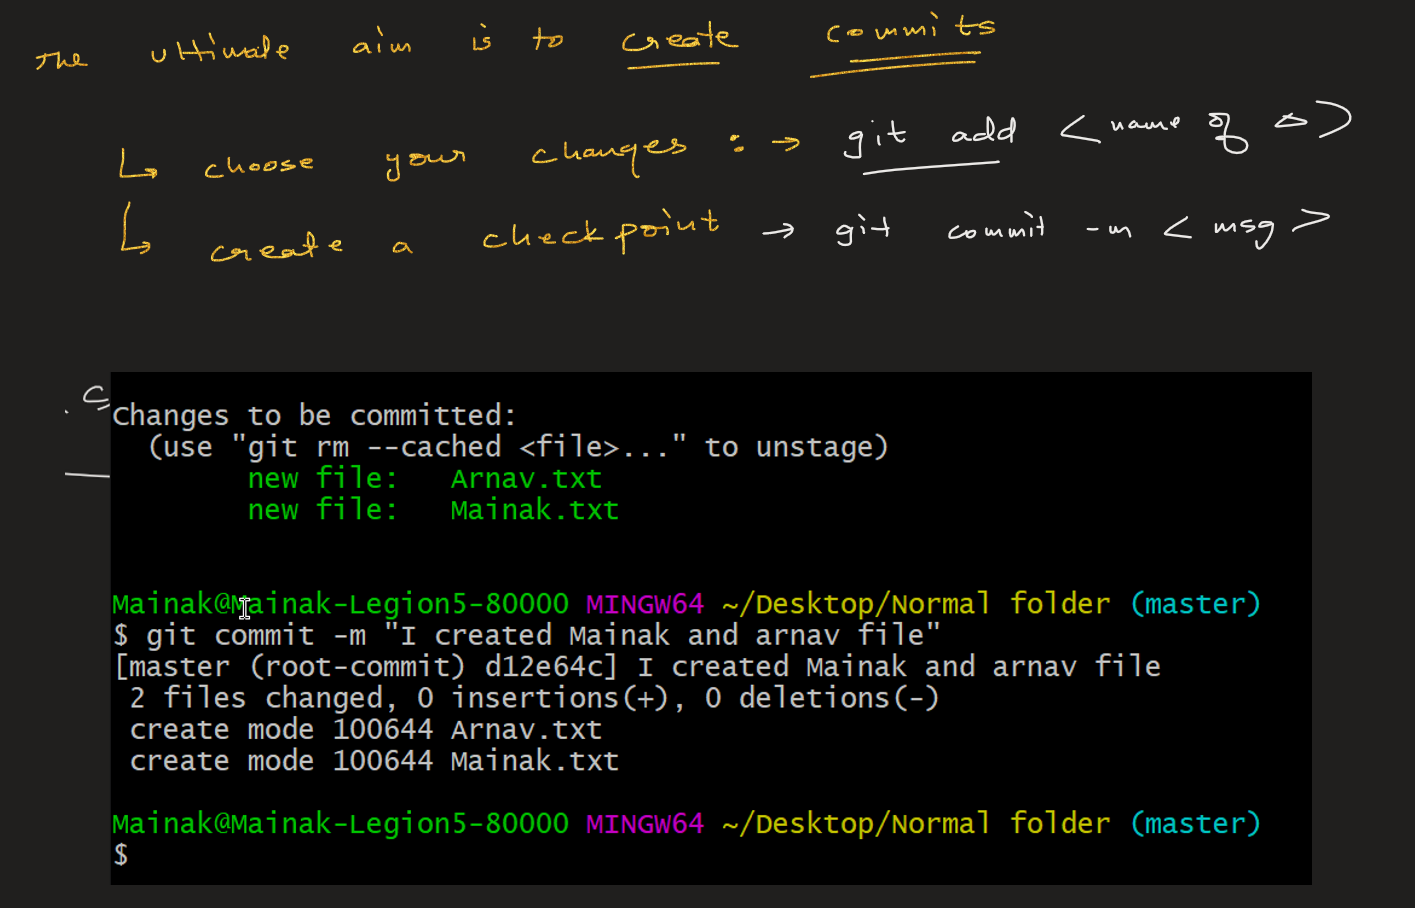 The ultimate aim is to create commits
↳ choose your changes : → git add <name of △>
↳ create a checkpoint → git commit -m <msg>
Changes to be committed:
(use "git rm --cached <file>..." to unstage)
new file: Arnav.txt
new file: Mainak.txt
Mainak@Mainak-Legion5-80000 MINGW64 ~/Desktop/Normal folder (master)
$ git commit -m "I created Mainak and arnav file"
[master (root-commit) d12e64c] I created Mainak and arnav file
2 files changed, 0 insertions(+), 0 deletions(-)
create mode 100644 Arnav.txt
create mode 100644 Mainak.txt
Mainak@Mainak-Legion5-80000 MINGW64 ~/Desktop/Normal folder (master)
$